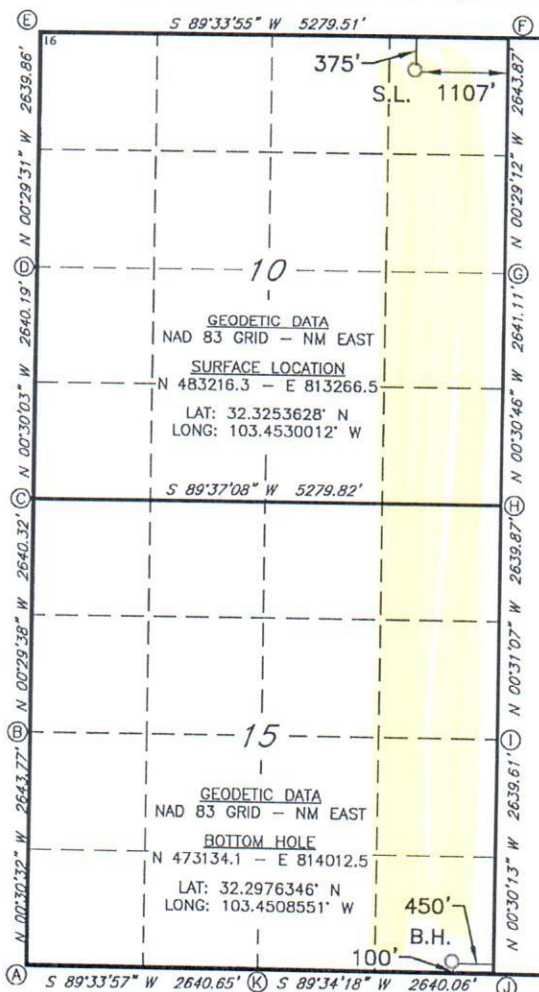 E
S 89°33'55" W 5279.51'
F
16
375'
S.L. 1107'
N 00°29'31" W 2639.86'
N 00°29'12" W 2643.87'
D
10
G
GEODETIC DATA
NAD 83 GRID – NM EAST
SURFACE LOCATION
N 483216.3 – E 813266.5
LAT: 32.3253628° N
LONG: 103.4530012° W
N 00°30'03" W 2640.19'
N 00°30'46" W 2641.11'
C
S 89°37'08" W 5279.82'
H
N 00°29'38" W 2640.32'
N 00°31'07" W 2639.87'
B
15
I
GEODETIC DATA
NAD 83 GRID – NM EAST
BOTTOM HOLE
N 473134.1 – E 814012.5
LAT: 32.2976346° N
LONG: 103.4508551° W
N 00°30'32" W 2643.77'
N 00°30'13" W 2639.61'
450'
B.H.
100'
A
S 89°33'57" W 2640.65'
K
S 89°34'18" W 2640.06'
J